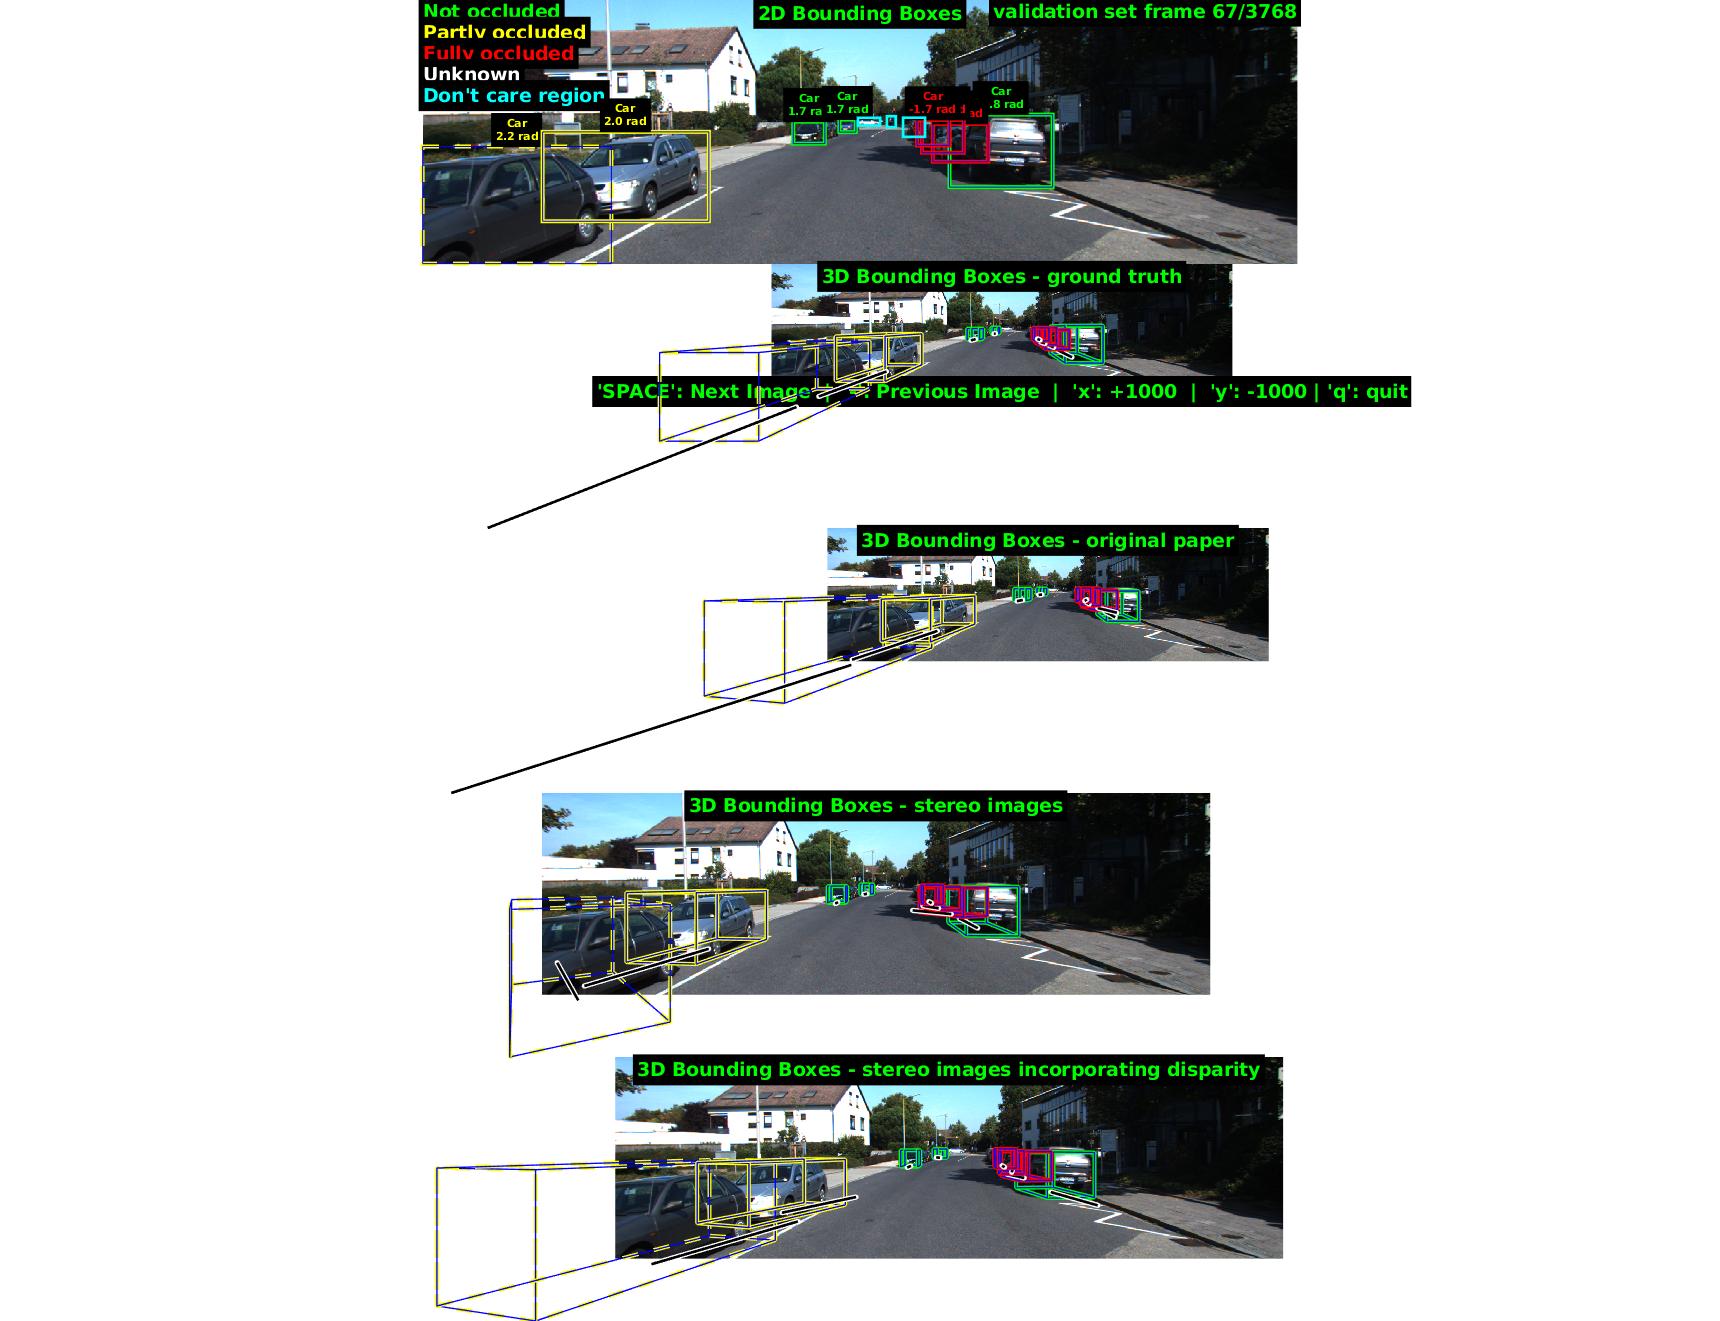 Not occluded
Partly occluded
Fully occluded
Unknown
Don't care region
2D Bounding Boxes
validation set frame 67/3768
Car
2.2 rad
Car
2.0 rad
Car
1.7 ra
Car
1.7 rad
Car
-1.7 rad
ad
Car
.8 rad
3D Bounding Boxes - ground truth
'SPACE': Next Image | : Previous Image | 'x': +1000 | 'y': -1000 | 'q': quit
3D Bounding Boxes - original paper
3D Bounding Boxes - stereo images
3D Bounding Boxes - stereo images incorporating disparity